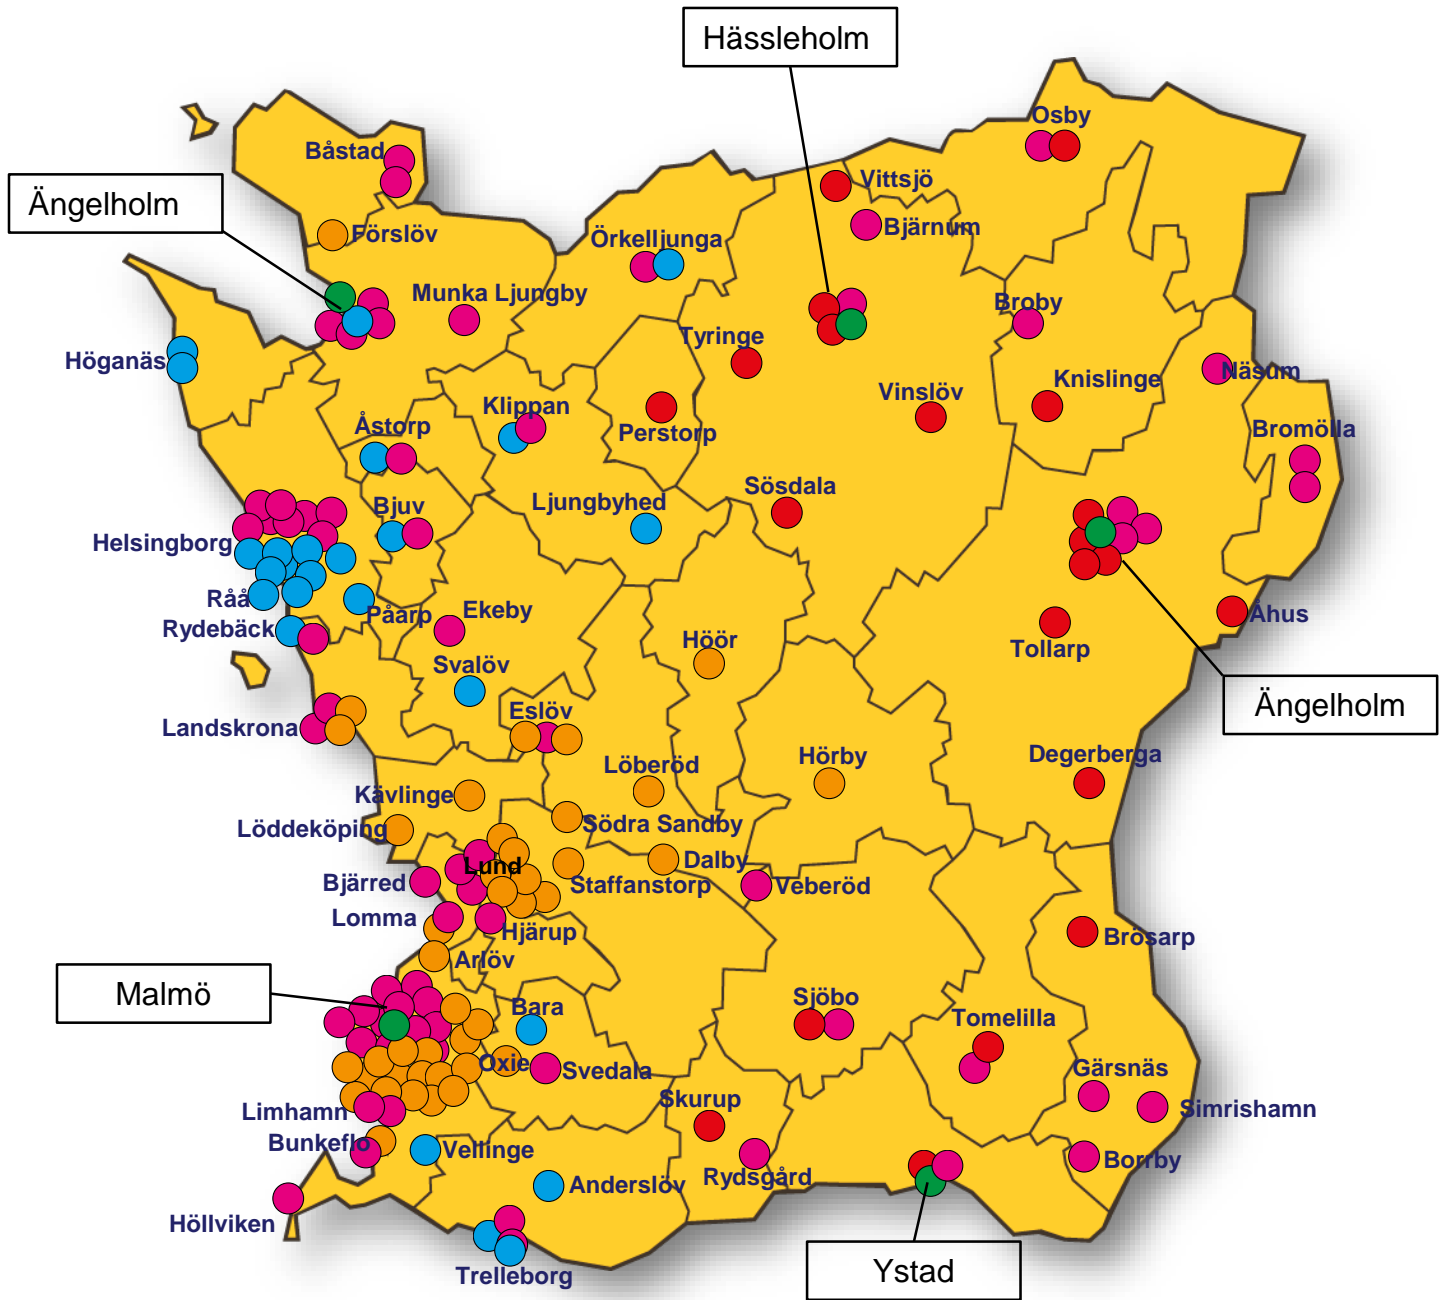 Hässleholm
Osby
Båstad
Vittsjö
Ängelholm
Bjärnum
Förslöv
Örkelljunga
Munka Ljungby
Broby
Tyringe
Höganäs
Näsum
Knislinge
Vinslöv
Klippan
Åstorp
Perstorp
Bromölla
Sösdala
Ljungbyhed
Bjuv
Helsingborg
Råå
Påarp
Ekeby
Åhus
Rydebäck
Höör
Tollarp
Svalöv
Ängelholm
Eslöv
Landskrona
Degerberga
Hörby
Löberöd
Kävlinge
Södra Sandby
Löddeköping
Dalby
Lund
Bjärred
Staffanstorp
Veberöd
Lomma
Hjärup
Brösarp
Arlöv
Malmö
Sjöbo
Bara
Tomelilla
Oxie
Svedala
Gärsnäs
Skurup
Limhamn
Simrishamn
Bunkeflo
Vellinge
Borrby
Rydsgård
Anderslöv
Höllviken
Ystad
Trelleborg